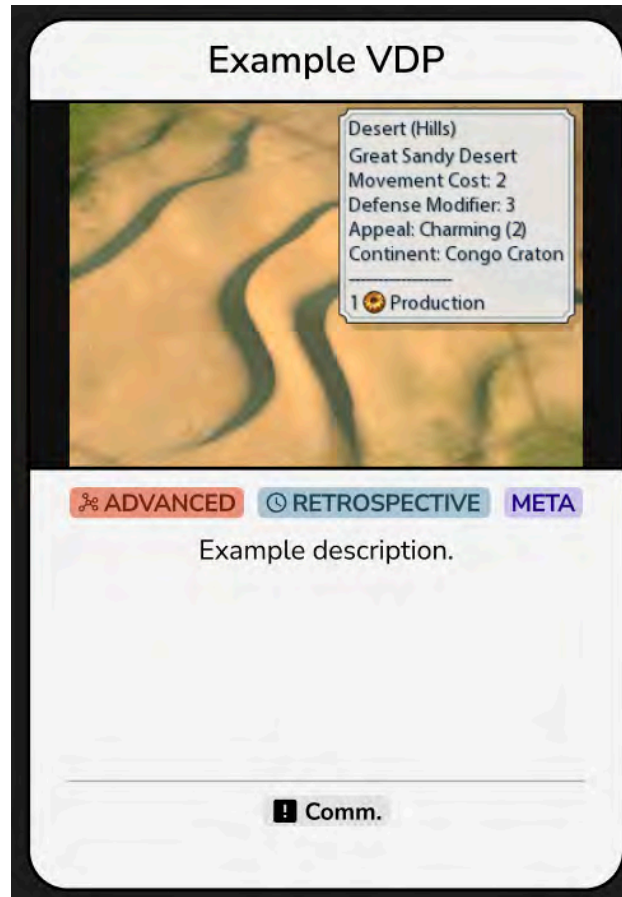 Example VDP
Desert (Hills)
Great Sandy Desert
Movement Cost: 2
Defense Modifier: 3
Appeal: Charming (2)
Continent: Congo Craton
--------------------
1 Production
ADVANCED RETROSPECTIVE META
Example description.
! Comm.